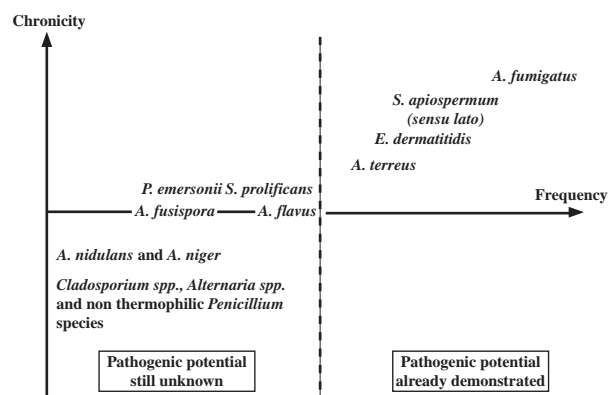 Chronicity
A. fumigatus
S. apiospermum
(sensu lato)
E. dermatitidis
A. terreus
P. emersonii S. prolificans
Frequency
A. fusispora
A. flavus
A. nidulans and A. niger
Cladosporium spp., Alternaria spp.
and non thermophilic Penicillium
species
Pathogenic potential
still unknown
Pathogenic potential
already demonstrated